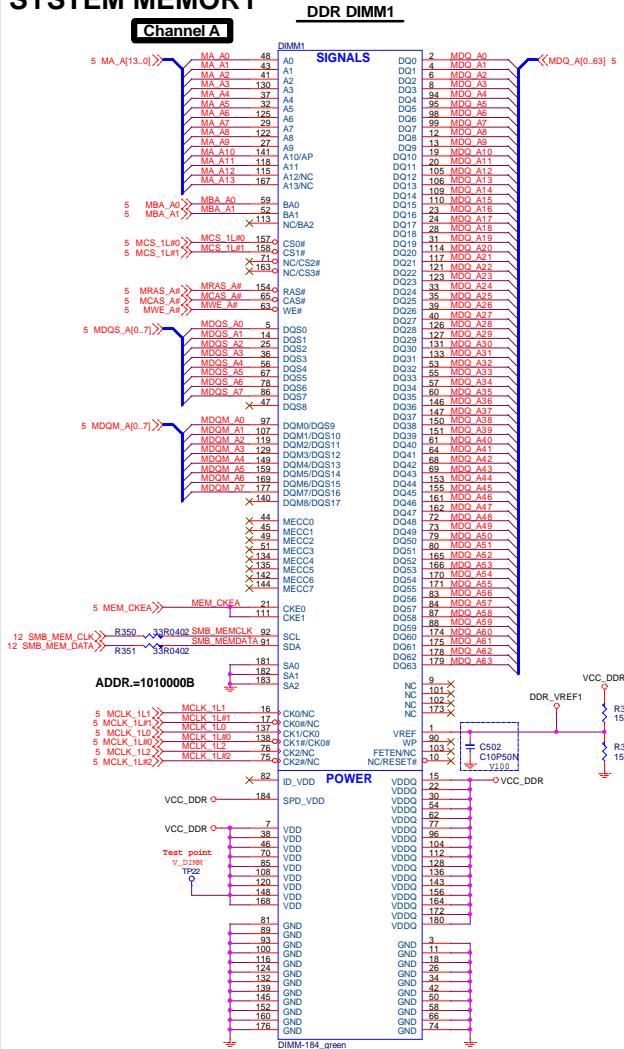 SYSTEM MEMORY
DDR DIMM1
Channel A
DIMM1
SIGNALS
5 MA_A[13..0]
MA_A0 48 A0
MA_A1 43 A1
MA_A2 41 A2
MA_A3 130 A3
MA_A4 37 A4
MA_A5 32 A5
MA_A6 125 A6
MA_A7 29 A7
MA_A8 122 A8
MA_A9 27 A9
MA_A10 141 A10/AP
MA_A11 118 A11
MA_A12 115 A12/NC
MA_A13 167 A13/NC
5 MBA_A0 MBA_A0 59 BA0
5 MBA_A1 MBA_A1 52 BA1
113 NC/BA2
5 MCS_1L#0 MCS_1L#0 157 CS0#
5 MCS_1L#1 MCS_1L#1 158 CS1#
71 NC/CS2#
163 NC/CS3#
5 MRAS_A# MRAS_A# 154 RAS#
5 MCAS_A# MCAS_A# 65 CAS#
5 MWE_A# MWE_A# 63 WE#
5 MDQS_A[0..7]
MDQS_A0 5 DQS0
MDQS_A1 14 DQS1
MDQS_A2 25 DQS2
MDQS_A3 36 DQS3
MDQS_A4 56 DQS4
MDQS_A5 67 DQS5
MDQS_A6 78 DQS6
MDQS_A7 86 DQS7
47 DQS8
5 MDQM_A[0..7]
MDQM_A0 97 DQM0/DQS9
MDQM_A1 107 DQM1/DQS10
MDQM_A2 119 DQM2/DQS11
MDQM_A3 129 DQM3/DQS12
MDQM_A4 149 DQM4/DQS13
MDQM_A5 159 DQM5/DQS14
MDQM_A6 169 DQM6/DQS15
MDQM_A7 177 DQM7/DQS16
140 DQM8/DQS17
44 MECC0
45 MECC1
49 MECC2
51 MECC3
134 MECC4
135 MECC5
142 MECC6
144 MECC7
5 MEM_CKEA MEM_CKEA 21 CKE0
111 CKE1
12 SMB_MEM_CLK R350 33R0402 SMB_MEMCLK 92 SCL
12 SMB_MEM_DATA R351 33R0402 SMB_MEMDATA 91 SDA
181 SA0
182 SA1
183 SA2
ADDR.=1010000B
5 MCLK_1L1 MCLK_1L1 16 CK0/NC
5 MCLK_1L#1 MCLK_1L#1 17 CK0#/NC
5 MCLK_1L0 MCLK_1L0 137 CK1/CK0
5 MCLK_1L#0 MCLK_1L#0 138 CK1#/CK0#
5 MCLK_1L2 MCLK_1L2 76 CK2/NC
5 MCLK_1L#2 MCLK_1L#2 75 CK2#/NC
MDQ_A[0..63] 5
DQ0 2 MDQ_A0
DQ1 4 MDQ_A1
DQ2 6 MDQ_A2
DQ3 8 MDQ_A3
DQ4 94 MDQ_A4
DQ5 95 MDQ_A5
DQ6 98 MDQ_A6
DQ7 99 MDQ_A7
DQ8 12 MDQ_A8
DQ9 13 MDQ_A9
DQ10 19 MDQ_A10
DQ11 20 MDQ_A11
DQ12 105 MDQ_A12
DQ13 106 MDQ_A13
DQ14 109 MDQ_A14
DQ15 110 MDQ_A15
DQ16 23 MDQ_A16
DQ17 24 MDQ_A17
DQ18 28 MDQ_A18
DQ19 31 MDQ_A19
DQ20 114 MDQ_A20
DQ21 117 MDQ_A21
DQ22 121 MDQ_A22
DQ23 123 MDQ_A23
DQ24 33 MDQ_A24
DQ25 35 MDQ_A25
DQ26 39 MDQ_A26
DQ27 40 MDQ_A27
DQ28 126 MDQ_A28
DQ29 127 MDQ_A29
DQ30 131 MDQ_A30
DQ31 133 MDQ_A31
DQ32 53 MDQ_A32
DQ33 55 MDQ_A33
DQ34 57 MDQ_A34
DQ35 60 MDQ_A35
DQ36 146 MDQ_A36
DQ37 147 MDQ_A37
DQ38 150 MDQ_A38
DQ39 151 MDQ_A39
DQ40 61 MDQ_A40
DQ41 64 MDQ_A41
DQ42 68 MDQ_A42
DQ43 69 MDQ_A43
DQ44 153 MDQ_A44
DQ45 155 MDQ_A45
DQ46 161 MDQ_A46
DQ47 162 MDQ_A47
DQ48 72 MDQ_A48
DQ49 73 MDQ_A49
DQ50 79 MDQ_A50
DQ51 80 MDQ_A51
DQ52 165 MDQ_A52
DQ53 166 MDQ_A53
DQ54 170 MDQ_A54
DQ55 171 MDQ_A55
DQ56 83 MDQ_A56
DQ57 84 MDQ_A57
DQ58 87 MDQ_A58
DQ59 88 MDQ_A59
DQ60 174 MDQ_A60
DQ61 175 MDQ_A61
DQ62 178 MDQ_A62
DQ63 179 MDQ_A63
NC 9
NC 101
NC 102
NC 173
VREF 1
WP 90
FETEN/NC 103
NC/RESET# 10
DDR_VREF1
VCC_DDR
R3
15
R3
15
C502
C10P50N
V100
POWER
82 ID_VDD
VCC_DDR 184 SPD_VDD
VCC_DDR 7 VDD
38 VDD
46 VDD
70 VDD
85 VDD
108 VDD
120 VDD
148 VDD
168 VDD
Test point
V_DIMM
TP22
81 GND
89 GND
93 GND
100 GND
116 GND
124 GND
132 GND
139 GND
145 GND
152 GND
160 GND
176 GND
VDDQ 15 VCC_DDR
VDDQ 22
VDDQ 30
VDDQ 54
VDDQ 62
VDDQ 77
VDDQ 96
VDDQ 104
VDDQ 112
VDDQ 128
VDDQ 136
VDDQ 143
VDDQ 156
VDDQ 164
VDDQ 172
VDDQ 180
GND 3
GND 11
GND 18
GND 26
GND 34
GND 42
GND 50
GND 58
GND 66
GND 74
DIMM-184_green